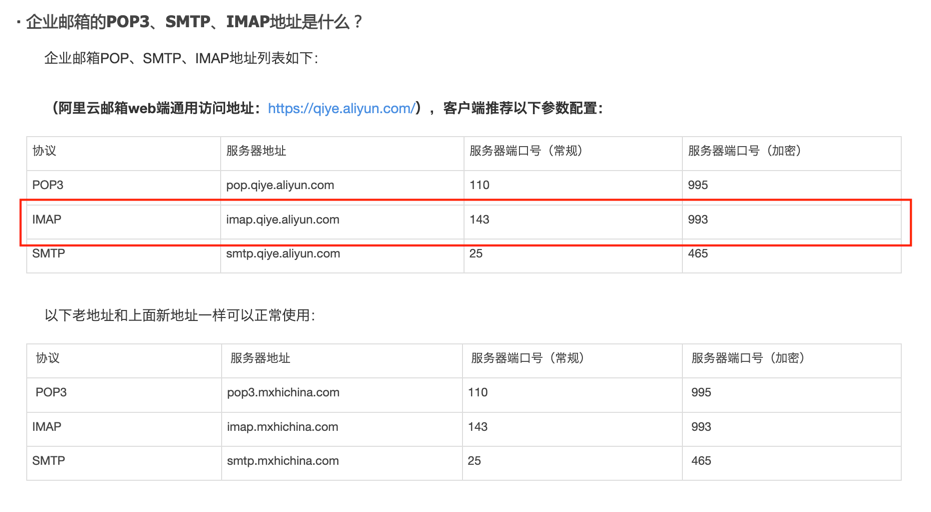 · 企业邮箱的POP3、SMTP、IMAP地址是什么？
企业邮箱POP、SMTP、IMAP地址列表如下：
（阿里云邮箱web端通用访问地址：https://qiye.aliyun.com/），客户端推荐以下参数配置：
协议 服务器地址 服务器端口号（常规） 服务器端口号（加密）
POP3 pop.qiye.aliyun.com 110 995
IMAP imap.qiye.aliyun.com 143 993
SMTP smtp.qiye.aliyun.com 25 465
以下老地址和上面新地址一样可以正常使用：
协议 服务器地址 服务器端口号（常规） 服务器端口号（加密）
POP3 pop3.mxhichina.com 110 995
IMAP imap.mxhichina.com 143 993
SMTP smtp.mxhichina.com 25 465